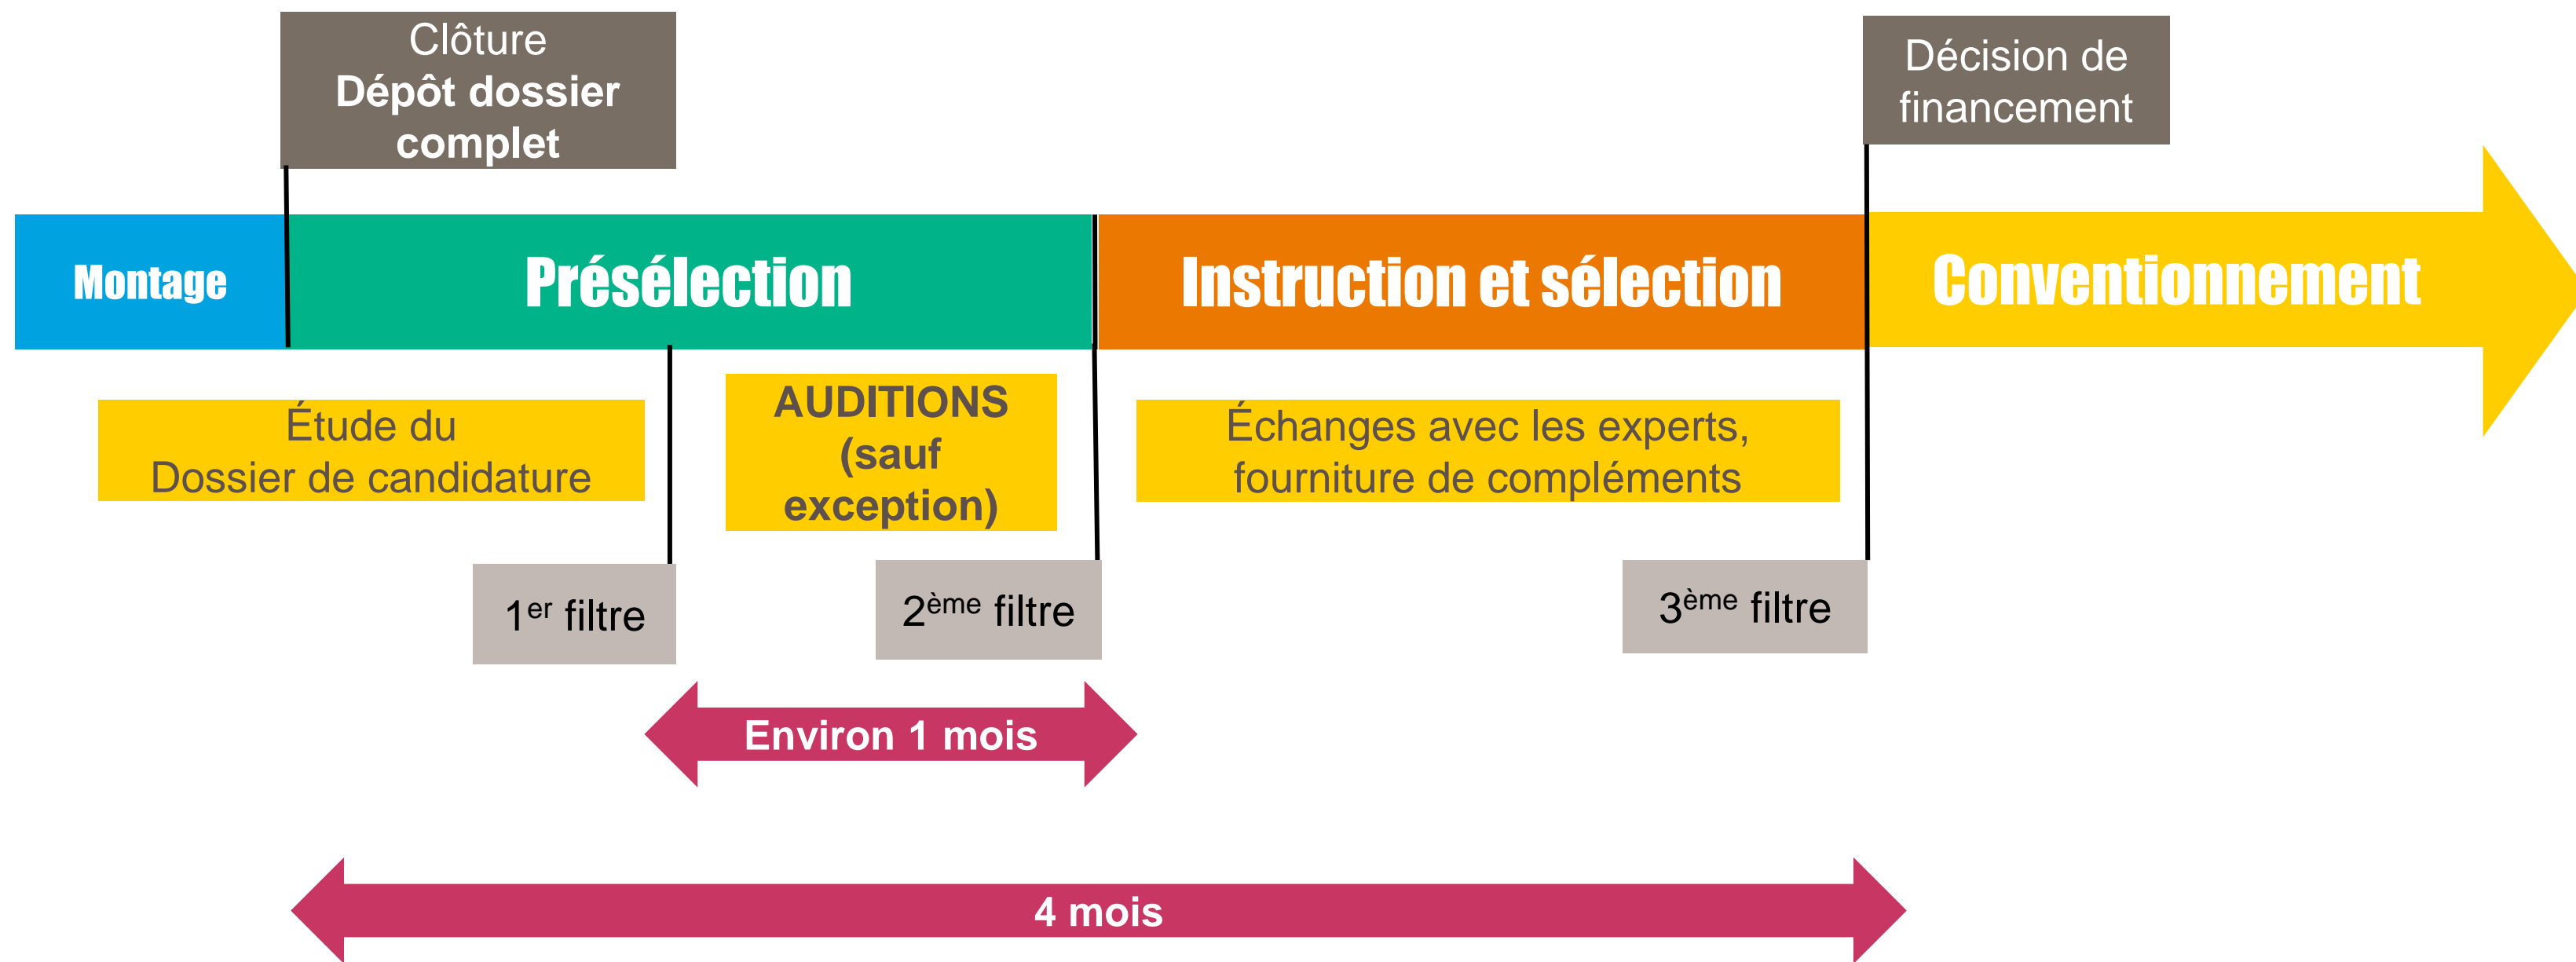 Clôture
Dépôt dossier
complet
Décision de
financement
Montage
Présélection
Instruction et sélection
Conventionnement
Étude du
Dossier de candidature
AUDITIONS
(sauf
exception)
Échanges avec les experts,
fourniture de compléments
1er filtre
2ème filtre
3ème filtre
Environ 1 mois
4 mois